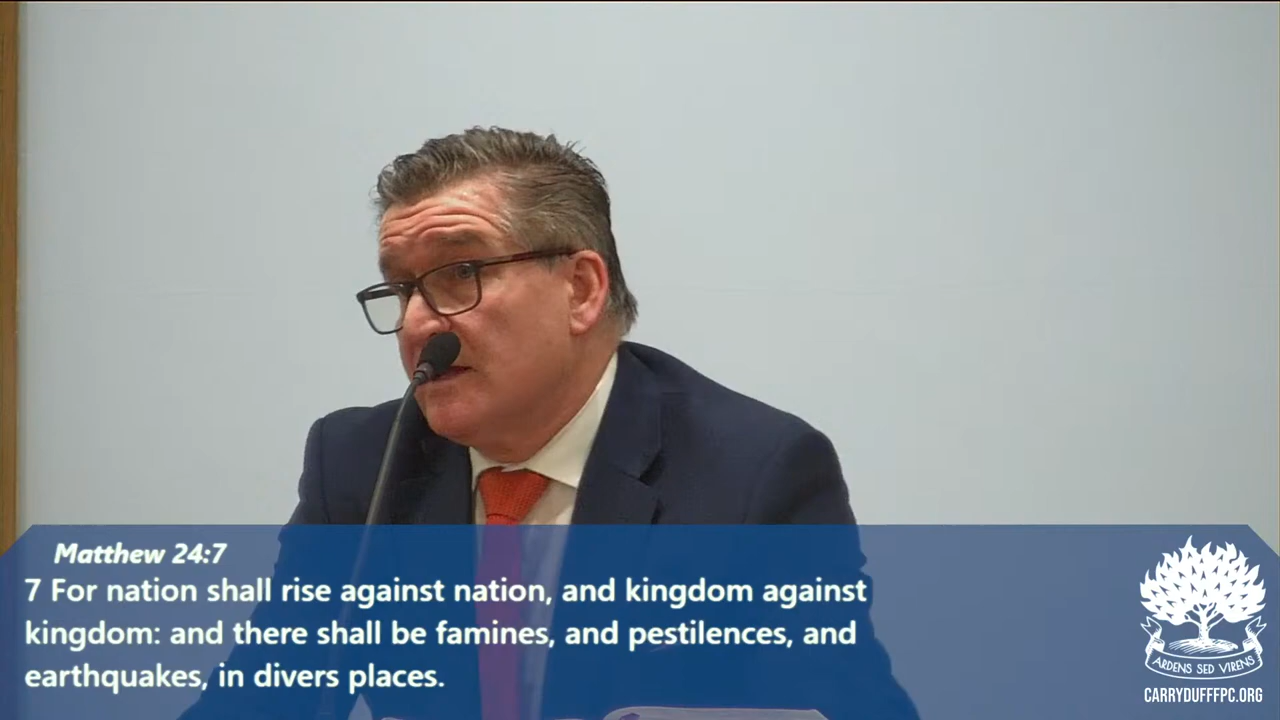 Matthew 24:7
7 For nation shall rise against nation, and kingdom against
kingdom: and there shall be famines, and pestilences, and
earthquakes, in divers places.
ARDENS SED VIRENS
CARRYDUFFFPC.ORG